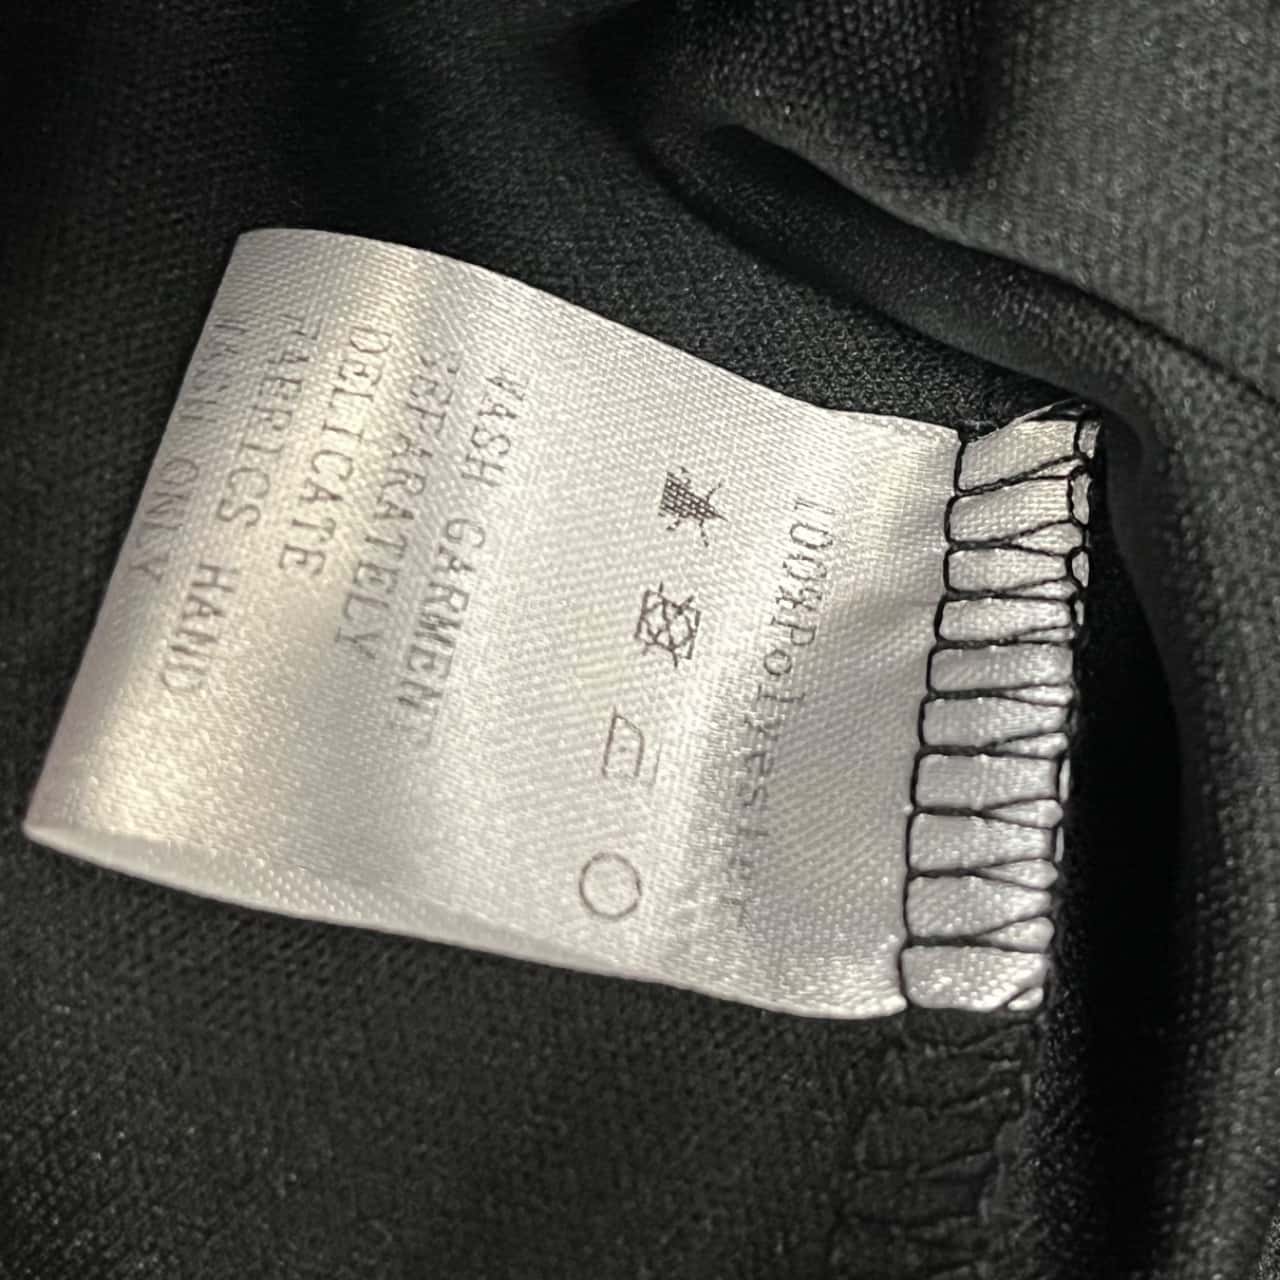 100%Polyester
WASH GARMENT
SEPARATELY
DELICATE
FABRICS HAND
WASH ONLY